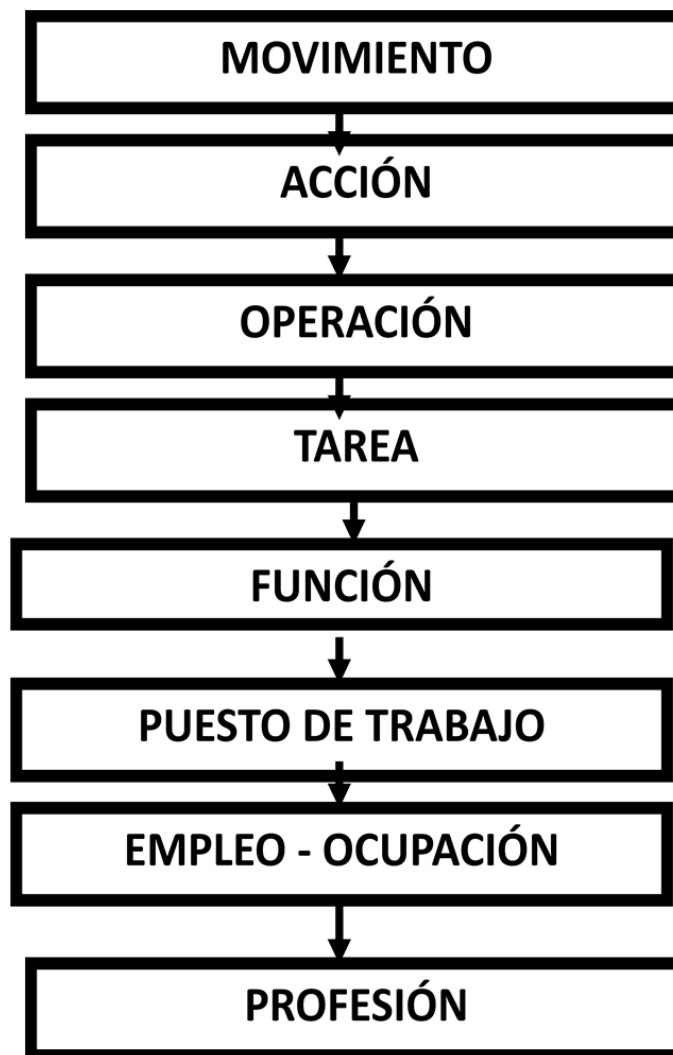 MOVIMIENTO
ACCIÓN
OPERACIÓN
TAREA
FUNCIÓN
PUESTO DE TRABAJO
EMPLEO - OCUPACIÓN
PROFESIÓN